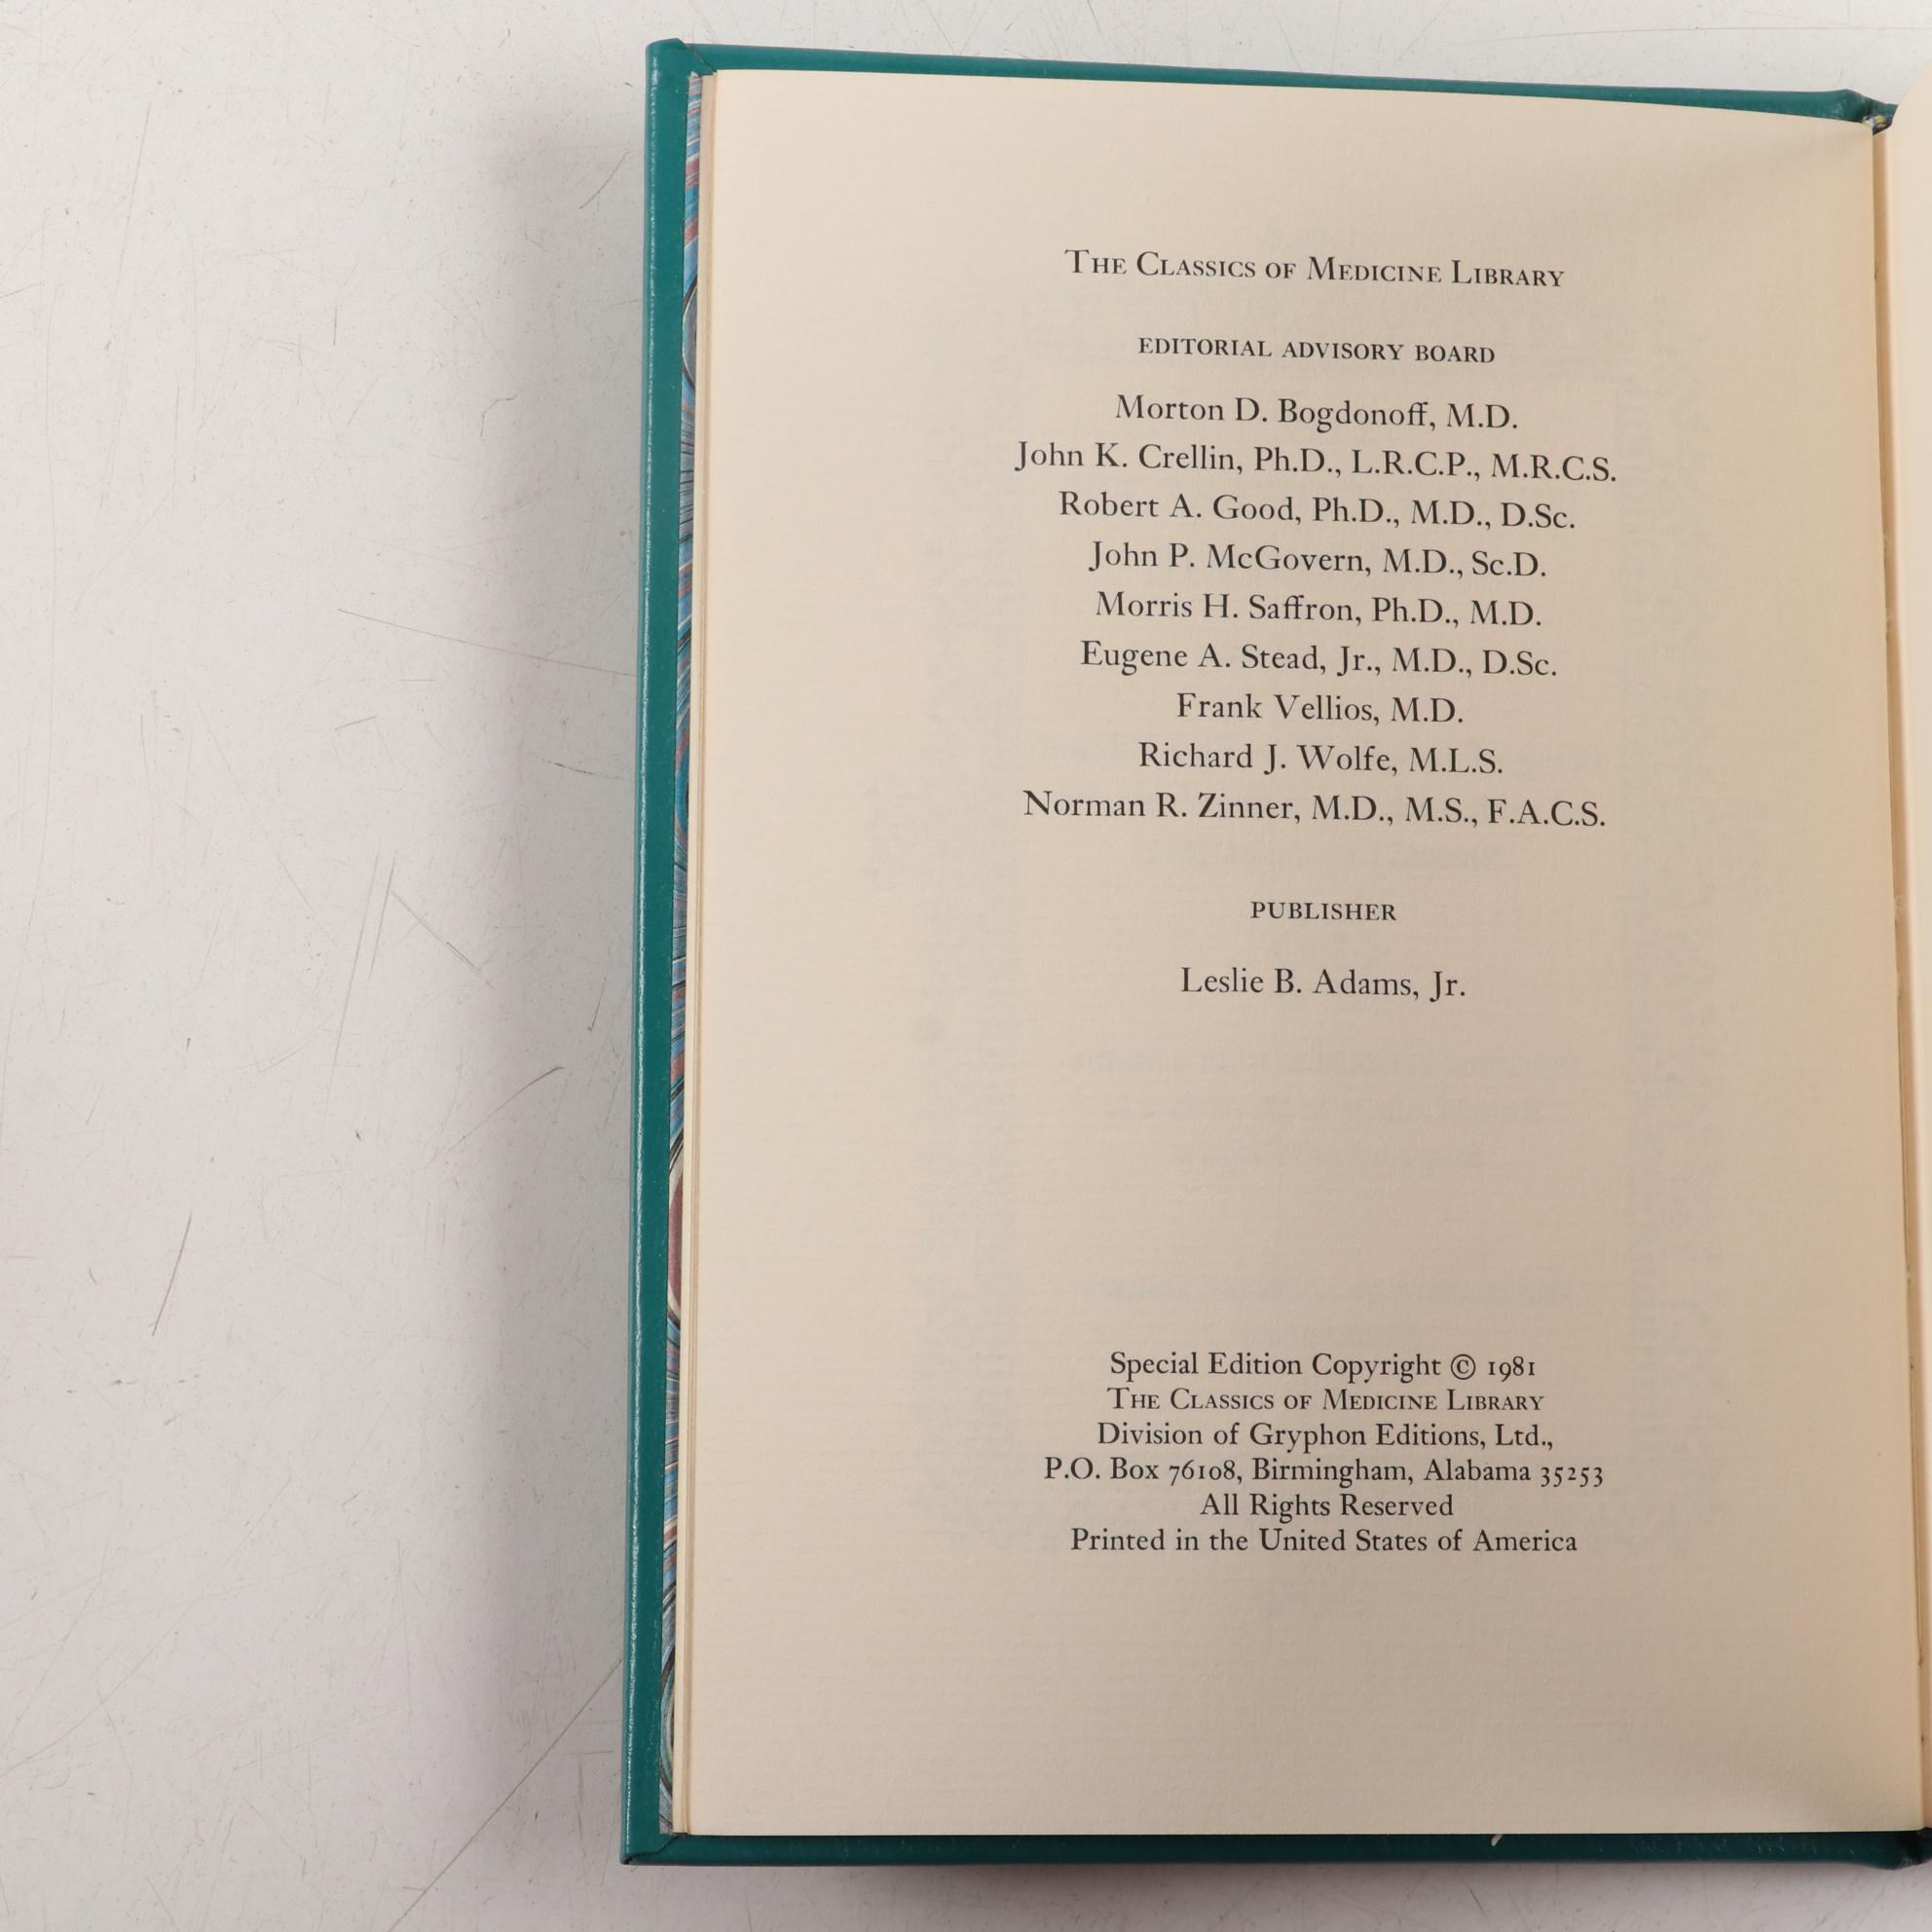 The Classics of Medicine Library
EDITORIAL ADVISORY BOARD
Morton D. Bogdonoff, M.D.
John K. Crellin, Ph.D., L.R.C.P., M.R.C.S.
Robert A. Good, Ph.D., M.D., D.Sc.
John P. McGovern, M.D., Sc.D.
Morris H. Saffron, Ph.D., M.D.
Eugene A. Stead, Jr., M.D., D.Sc.
Frank Vellios, M.D.
Richard J. Wolfe, M.L.S.
Norman R. Zinner, M.D., M.S., F.A.C.S.
PUBLISHER
Leslie B. Adams, Jr.
Special Edition Copyright © 1981
The Classics of Medicine Library
Division of Gryphon Editions, Ltd.,
P.O. Box 76108, Birmingham, Alabama 35253
All Rights Reserved
Printed in the United States of America